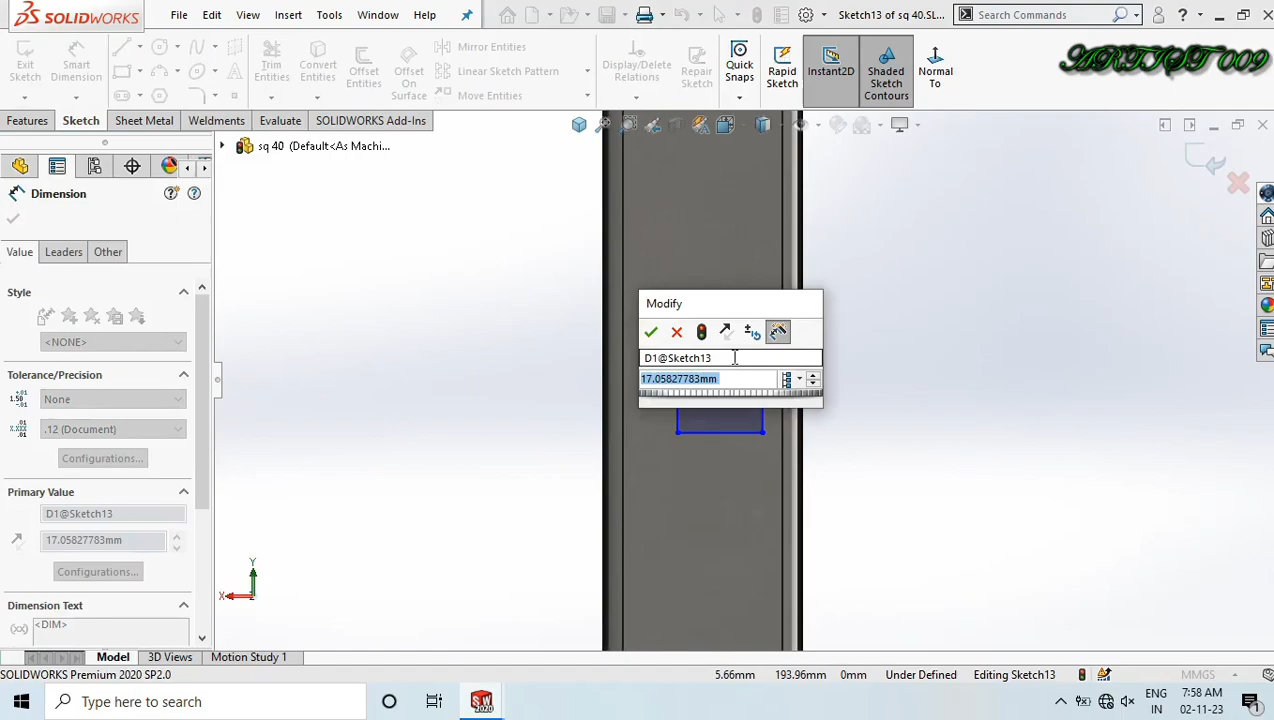 SOLIDWORKS
File
Edit
View
Insert
Tools
Window
Help
Sketch13 of sq 40.SL...
Search Commands
Exit Sketch
Smart Dimension
Trim Entities
Convert Entities
Offset Entities
Offset On Surface
Mirror Entities
Linear Sketch Pattern
Move Entities
Display/Delete Relations
Repair Sketch
Quick Snaps
Rapid Sketch
Instant2D
Shaded Sketch Contours
Normal To
ARTIST 009
Features
Sketch
Sheet Metal
Weldments
Evaluate
SOLIDWORKS Add-Ins
sq 40 (Default<As Machi...
Dimension
Value
Leaders
Other
Style
<NONE>
Tolerance/Precision
None
.12 (Document)
Configurations...
Primary Value
D1@Sketch13
17.05827783mm
Configurations...
Dimension Text
<DIM>
Modify
D1@Sketch13
17.05827783mm
X
Y
Z
Model
3D Views
Motion Study 1
SOLIDWORKS Premium 2020 SP2.0
5.66mm
193.96mm
0mm
Under Defined
Editing Sketch13
MMGS
Type here to search
SW
2020
ENG
IN
7:58 AM
02-11-23
1